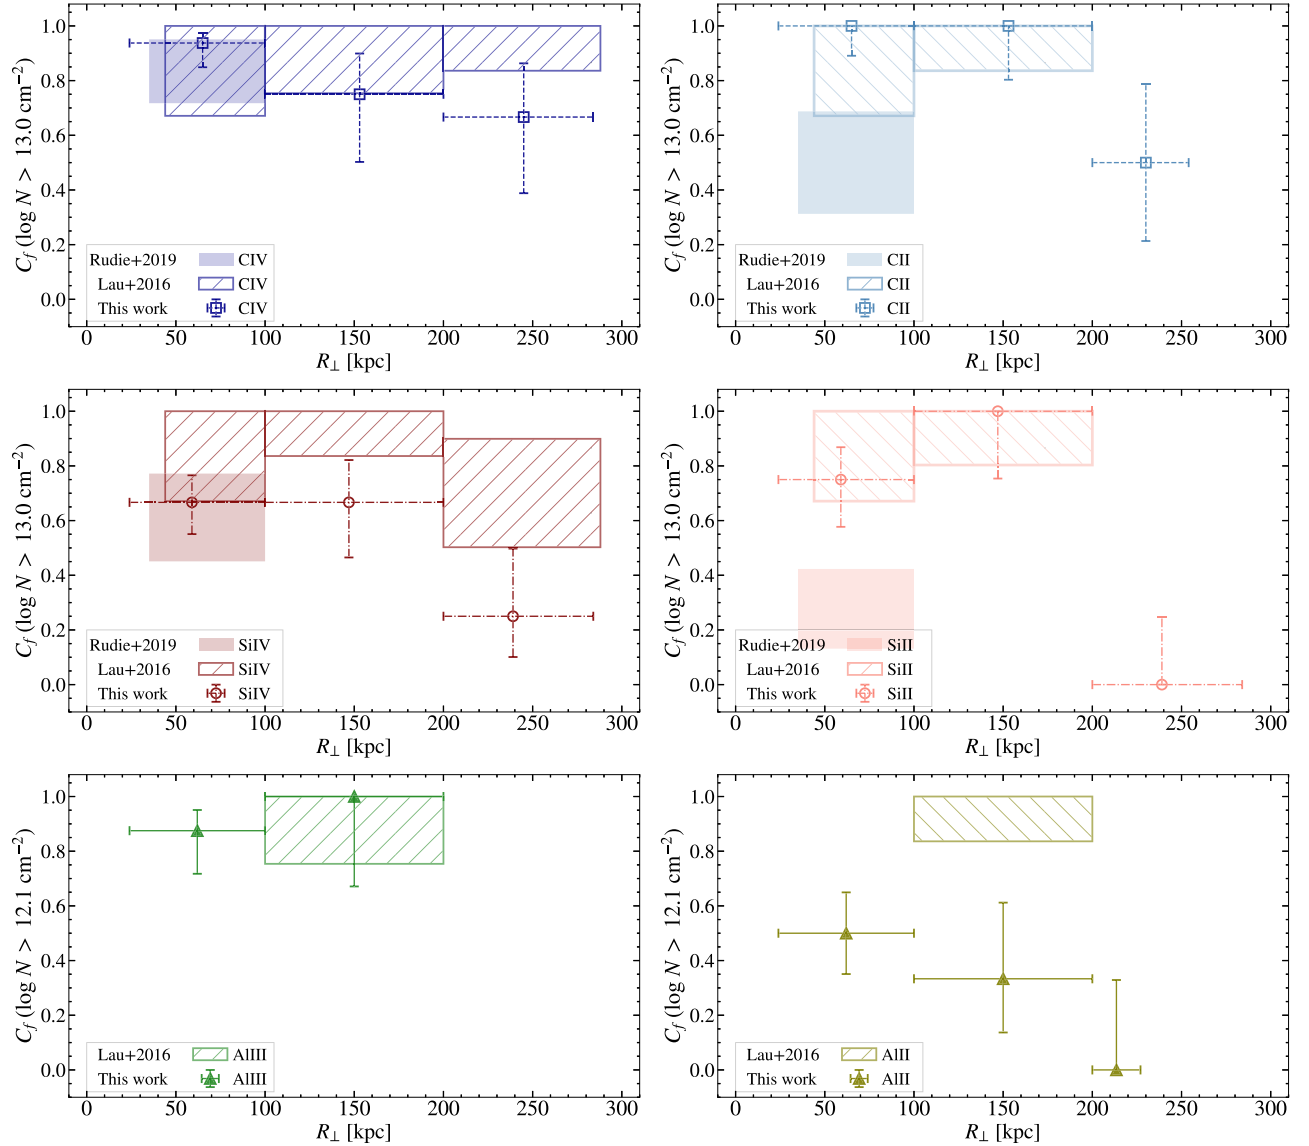 C_f (log N > 13.0 cm⁻²)
1.0
0.8
0.6
0.4
0.2
0.0
Rudie+2019 CIV
Lau+2016 CIV
This work CIV
0 50 100 150 200 250 300
R⊥ [kpc]
C_f (log N > 13.0 cm⁻²)
1.0
0.8
0.6
0.4
0.2
0.0
Rudie+2019 CII
Lau+2016 CII
This work CII
0 50 100 150 200 250 300
R⊥ [kpc]
C_f (log N > 13.0 cm⁻²)
1.0
0.8
0.6
0.4
0.2
0.0
Rudie+2019 SiIV
Lau+2016 SiIV
This work SiIV
0 50 100 150 200 250 300
R⊥ [kpc]
C_f (log N > 13.0 cm⁻²)
1.0
0.8
0.6
0.4
0.2
0.0
Rudie+2019 SiII
Lau+2016 SiII
This work SiII
0 50 100 150 200 250 300
R⊥ [kpc]
C_f (log N > 12.1 cm⁻²)
1.0
0.8
0.6
0.4
0.2
0.0
Lau+2016 AlIII
This work AlIII
0 50 100 150 200 250 300
R⊥ [kpc]
C_f (log N > 12.1 cm⁻²)
1.0
0.8
0.6
0.4
0.2
0.0
Lau+2016 AlII
This work AlII
0 50 100 150 200 250 300
R⊥ [kpc]